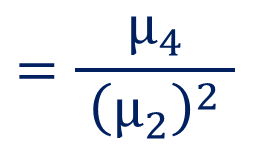 = μ₄
(μ₂)²